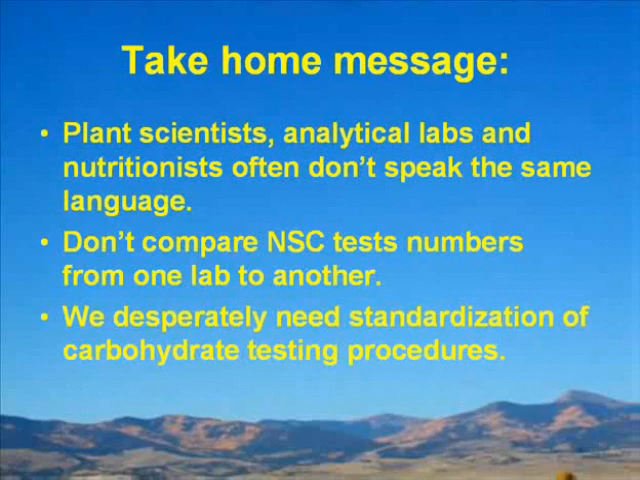 Take home message:
• Plant scientists, analytical labs and
nutritionists often don't speak the same
language.
• Don't compare NSC tests numbers
from one lab to another.
• We desperately need standardization of
carbohydrate testing procedures.